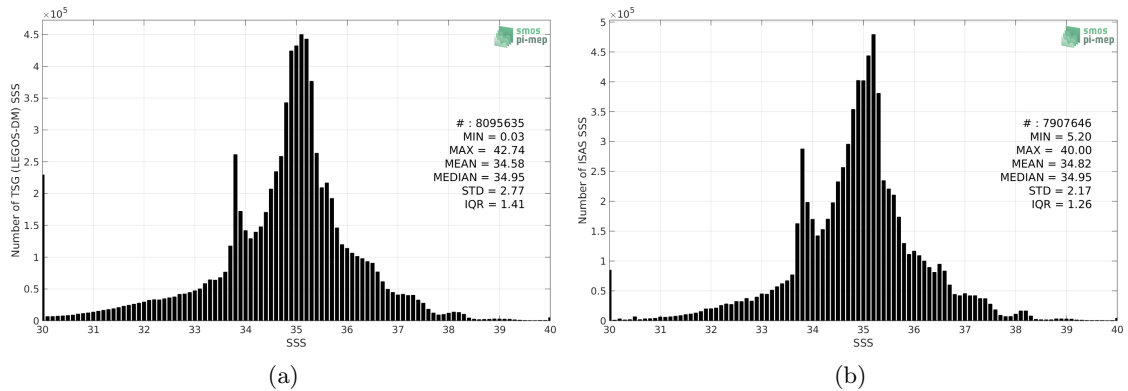 ×10⁵
4.5
4
3.5
3
2.5
2
1.5
1
0.5
0
Number of TSG (LEGOS-DM) SSS
smos
pi-mep
# : 8095635
MIN = 0.03
MAX = 42.74
MEAN = 34.58
MEDIAN = 34.95
STD = 2.77
IQR = 1.41
30 31 32 33 34 35 36 37 38 39 40
SSS
(a)
×10⁵
5
4.5
4
3.5
3
2.5
2
1.5
1
0.5
0
Number of ISAS SSS
smos
pi-mep
# : 7907646
MIN = 5.20
MAX = 40.00
MEAN = 34.82
MEDIAN = 34.95
STD = 2.17
IQR = 1.26
30 31 32 33 34 35 36 37 38 39 40
SSS
(b)